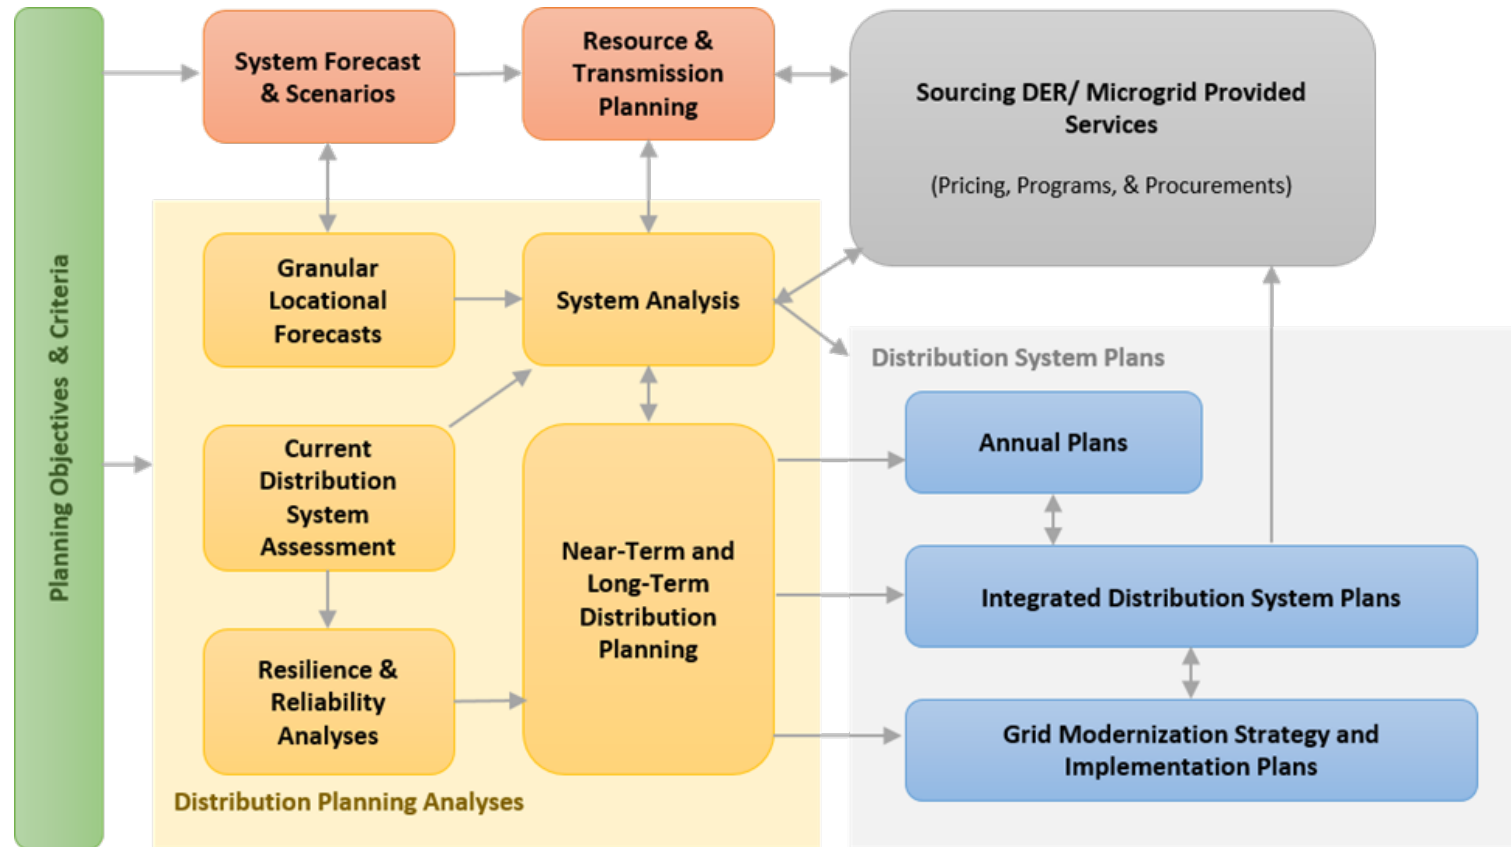 Planning Objectives & Criteria
System Forecast
& Scenarios
Resource &
Transmission
Planning
Sourcing DER/ Microgrid Provided
Services
(Pricing, Programs, & Procurements)
Granular
Locational
Forecasts
System Analysis
Current
Distribution
System
Assessment
Near-Term and
Long-Term
Distribution
Planning
Resilience &
Reliability
Analyses
Distribution Planning Analyses
Distribution System Plans
Annual Plans
Integrated Distribution System Plans
Grid Modernization Strategy and
Implementation Plans